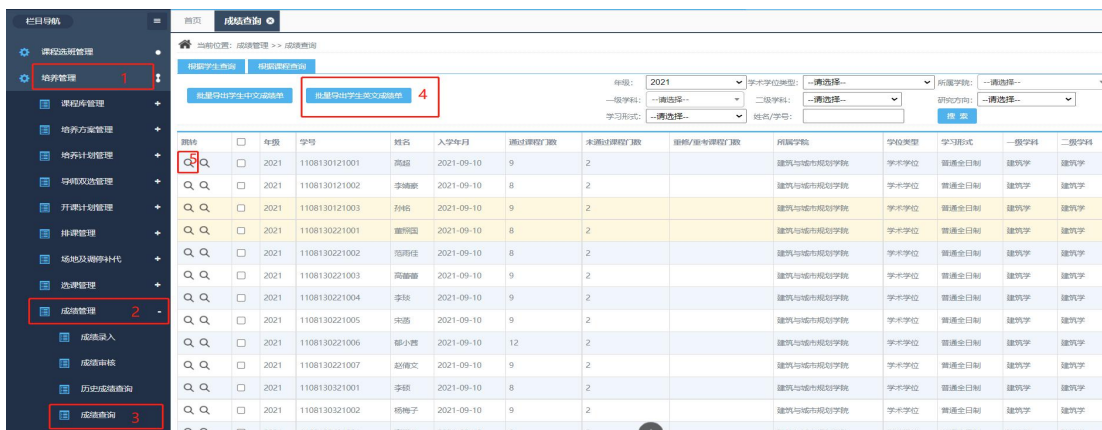 栏目导航
首页 成绩查询
课程选班管理
当前位置: 成绩管理 >> 成绩查询
培养管理 1
根据学生查询 根据课程查询
批量导出学生中文成绩单 批量导出学生英文成绩单 4
年级: 2021 学术学位类型: --请选择-- 所属学院: --请选择--
一级学科: --请选择-- 二级学科: --请选择-- 研究方向: --请选择--
学习形式: --请选择-- 姓名/学号: 搜 索
课程库管理
培养方案管理
培养计划管理
导师双选管理
开课计划管理
排课管理
场地及调停补代
选课管理
成绩管理 2
成绩录入
成绩审核
历史成绩查询
成绩查询 3
跳转 年级 学号 姓名 入学年月 通过课程门数 未通过课程门数 重修/重考课程门数 所属学院 学位类型 学习形式 一级学科 二级学科
5 2021 1108130121001 高超 2021-09-10 9 2 建筑与城市规划学院 学术学位 普通全日制 建筑学 建筑学
2021 1108130121002 李靖豪 2021-09-10 8 2 建筑与城市规划学院 学术学位 普通全日制 建筑学 建筑学
2021 1108130121003 孙铭 2021-09-10 9 2 建筑与城市规划学院 学术学位 普通全日制 建筑学 建筑学
2021 1108130221001 董照国 2021-09-10 8 2 建筑与城市规划学院 学术学位 普通全日制 建筑学 建筑学
2021 1108130221002 范雨佳 2021-09-10 8 2 建筑与城市规划学院 学术学位 普通全日制 建筑学 建筑学
2021 1108130221003 高蕾蕾 2021-09-10 9 2 建筑与城市规划学院 学术学位 普通全日制 建筑学 建筑学
2021 1108130221004 李琰 2021-09-10 9 2 建筑与城市规划学院 学术学位 普通全日制 建筑学 建筑学
2021 1108130221005 2021-09-10 9 2 建筑与城市规划学院 学术学位 普通全日制 建筑学 建筑学
2021 1108130221006 郗小茜 2021-09-10 12 2 建筑与城市规划学院 学术学位 普通全日制 建筑学 建筑学
2021 1108130221007 赵倩文 2021-09-10 9 2 建筑与城市规划学院 学术学位 普通全日制 建筑学 建筑学
2021 1108130321001 李硕 2021-09-10 8 2 建筑与城市规划学院 学术学位 普通全日制 建筑学 建筑学
2021 1108130321002 杨梅子 2021-09-10 9 2 建筑与城市规划学院 学术学位 普通全日制 建筑学 建筑学